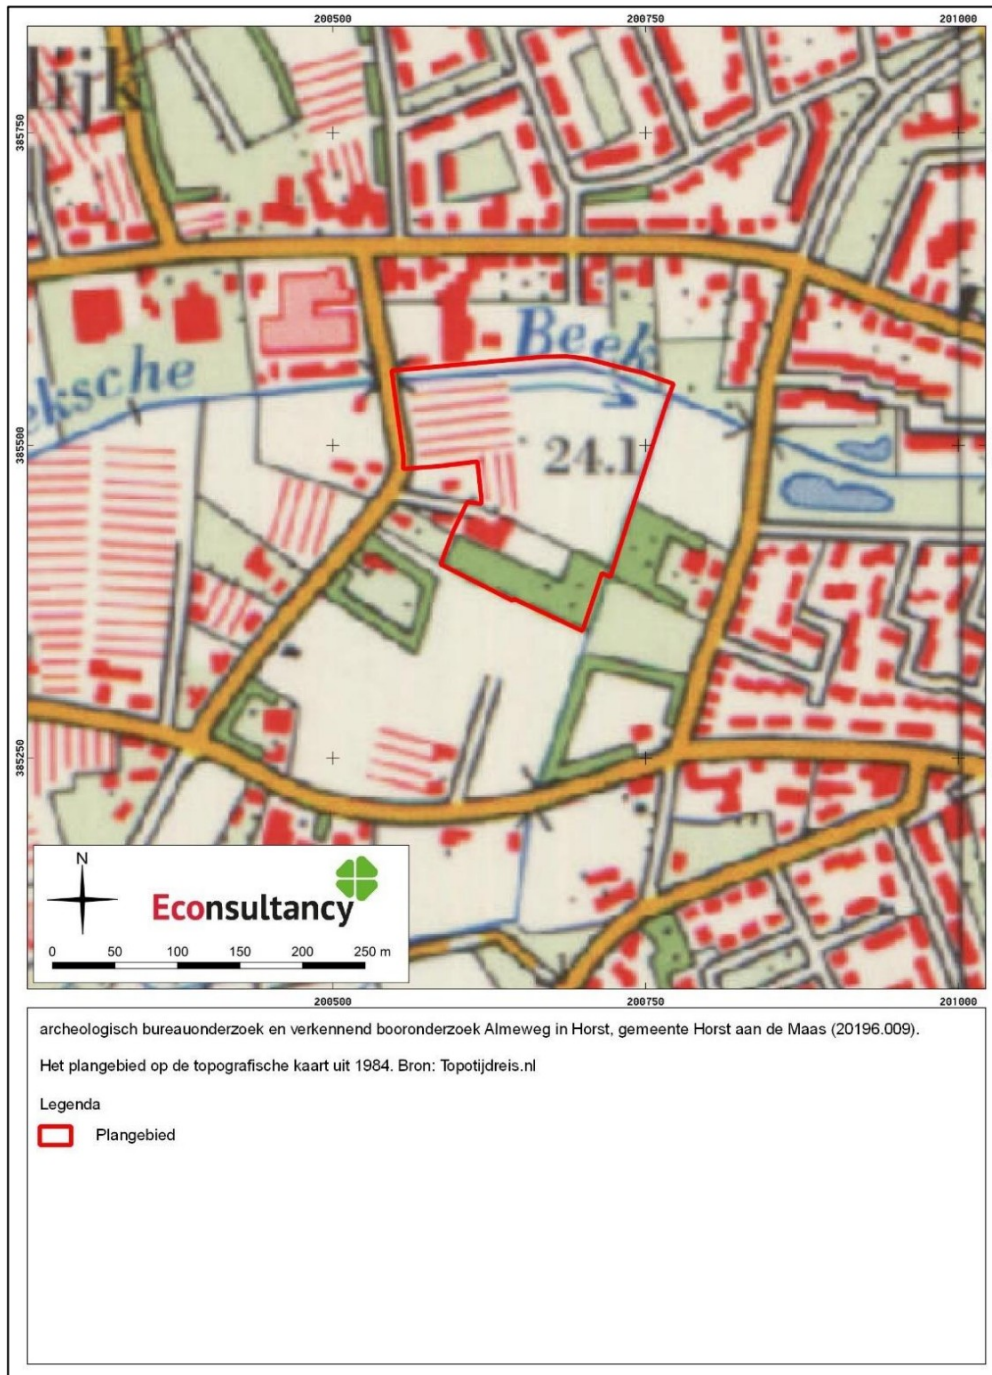 200500 200750 201000
lijk
385750
Beek
eksche
385500
24.1
385250
N
Econsultancy
0 50 100 150 200 250 m
200500 200750 201000
archeologisch bureauonderzoek en verkennend booronderzoek Almeweg in Horst, gemeente Horst aan de Maas (20196.009).
Het plangebied op de topografische kaart uit 1984. Bron: Topotijdreis.nl
Legenda
Plangebied